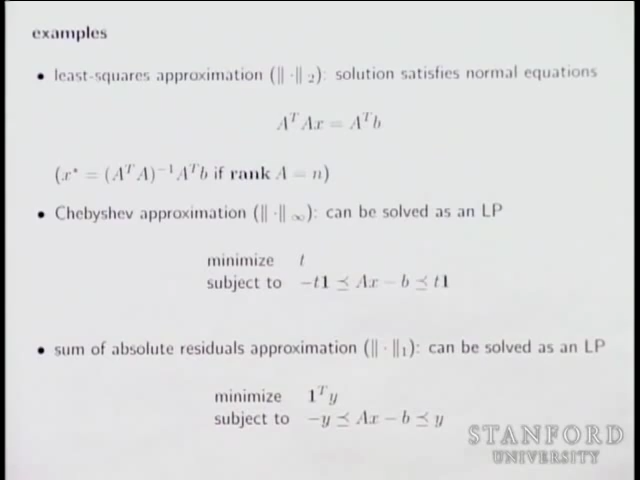 examples
• least-squares approximation (‖ · ‖₂): solution satisfies normal equations
AᵀAx = Aᵀb
(x⋆ = (AᵀA)⁻¹Aᵀb if rank A = n)
• Chebyshev approximation (‖ · ‖∞): can be solved as an LP
minimize t
subject to −t1 ⪯ Ax − b ⪯ t1
• sum of absolute residuals approximation (‖ · ‖₁): can be solved as an LP
minimize 1ᵀy
subject to −y ⪯ Ax − b ⪯ y
STANFORD
UNIVERSITY